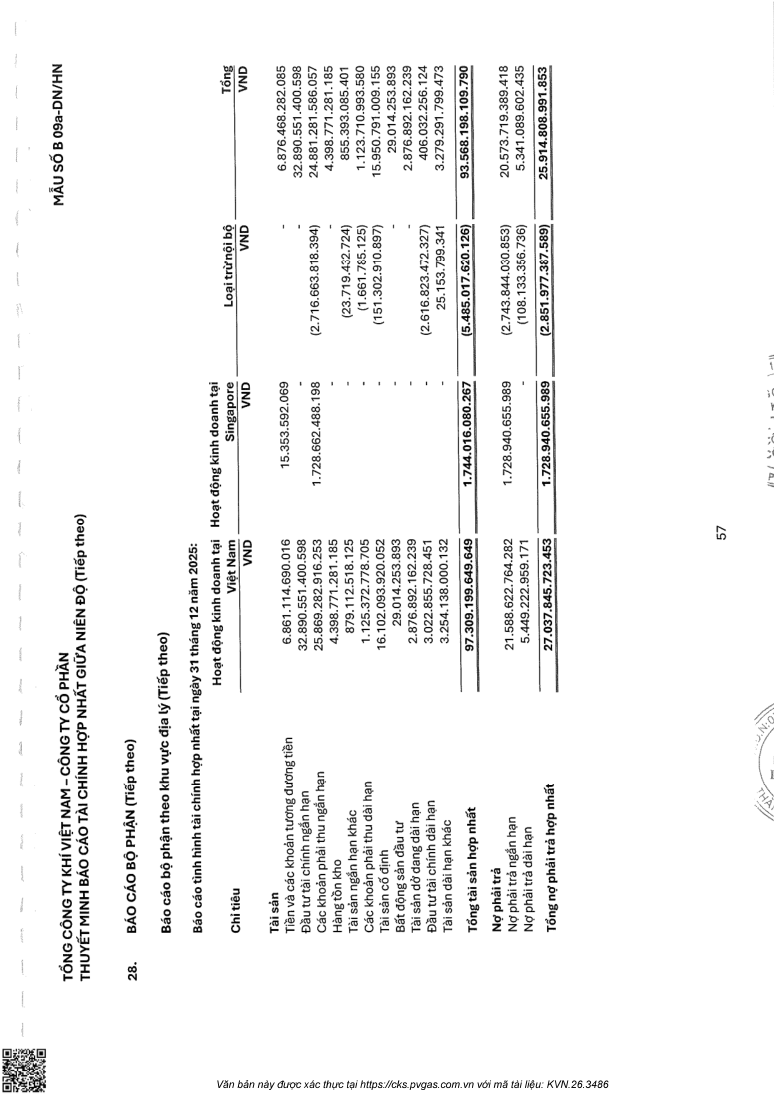 TỔNG CÔNG TY KHÍ VIỆT NAM – CÔNG TY CỔ PHẦN MẪU SỐ B 09a-DN/HN
THUYẾT MINH BÁO CÁO TÀI CHÍNH HỢP NHẤT GIỮA NIÊN ĐỘ (Tiếp theo)
28. BÁO CÁO BỘ PHẬN (Tiếp theo)
Báo cáo bộ phận theo khu vực địa lý (Tiếp theo)
Báo cáo tình hình tài chính hợp nhất tại ngày 31 tháng 12 năm 2025:
Hoạt động kinh doanh tại Hoạt động kinh doanh tại
Chỉ tiêu Việt Nam Singapore Loại trừ nội bộ Tổng
VND VND VND VND
Tài sản
Tiền và các khoản tương đương tiền 6.861.114.690.016 15.353.592.069 - 6.876.468.282.085
Đầu tư tài chính ngắn hạn 32.890.551.400.598 - - 32.890.551.400.598
Các khoản phải thu ngắn hạn 25.869.282.916.253 1.728.662.488.198 (2.716.663.818.394) 24.881.281.586.057
Hàng tồn kho 4.398.771.281.185 - - 4.398.771.281.185
Tài sản ngắn hạn khác 879.112.518.125 - (23.719.432.724) 855.393.085.401
Các khoản phải thu dài hạn 1.125.372.778.705 - (1.661.785.125) 1.123.710.993.580
Tài sản cố định 16.102.093.920.052 - (151.302.910.897) 15.950.791.009.155
Bất động sản đầu tư 29.014.253.893 - - 29.014.253.893
Tài sản dở dang dài hạn 2.876.892.162.239 - - 2.876.892.162.239
Đầu tư tài chính dài hạn 3.022.855.728.451 - (2.616.823.472.327) 406.032.256.124
Tài sản dài hạn khác 3.254.138.000.132 - 25.153.799.341 3.279.291.799.473
Tổng tài sản hợp nhất 97.309.199.649.649 1.744.016.080.267 (5.485.017.620.126) 93.568.198.109.790
Nợ phải trả
Nợ phải trả ngắn hạn 21.588.622.764.282 1.728.940.655.989 (2.743.844.030.853) 20.573.719.389.418
Nợ phải trả dài hạn 5.449.222.959.171 - (108.133.356.736) 5.341.089.602.435
Tổng nợ phải trả hợp nhất 27.037.845.723.453 1.728.940.655.989 (2.851.977.387.589) 25.914.808.991.853
57
Văn bản này được xác thực tại https://cks.pvgas.com.vn với mã tài liệu: KVN.26.3486